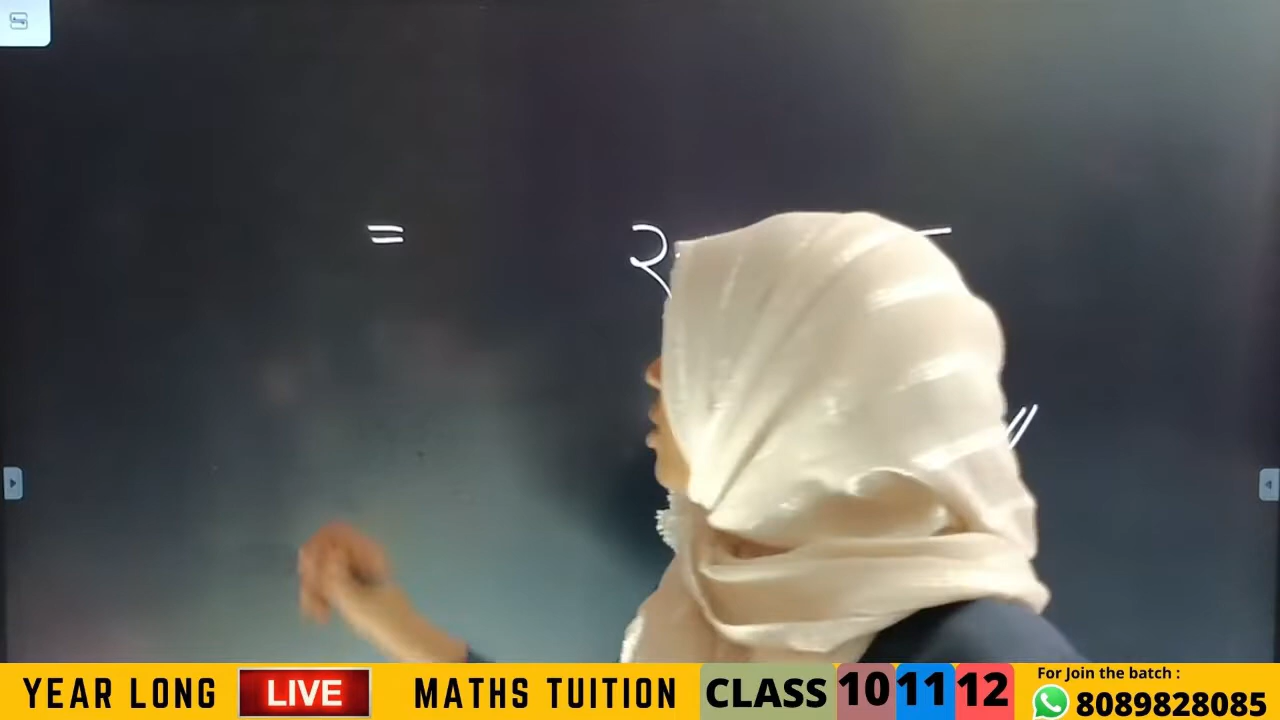 =
YEAR LONG LIVE MATHS TUITION CLASS 10 11 12
For Join the batch :
8089828085